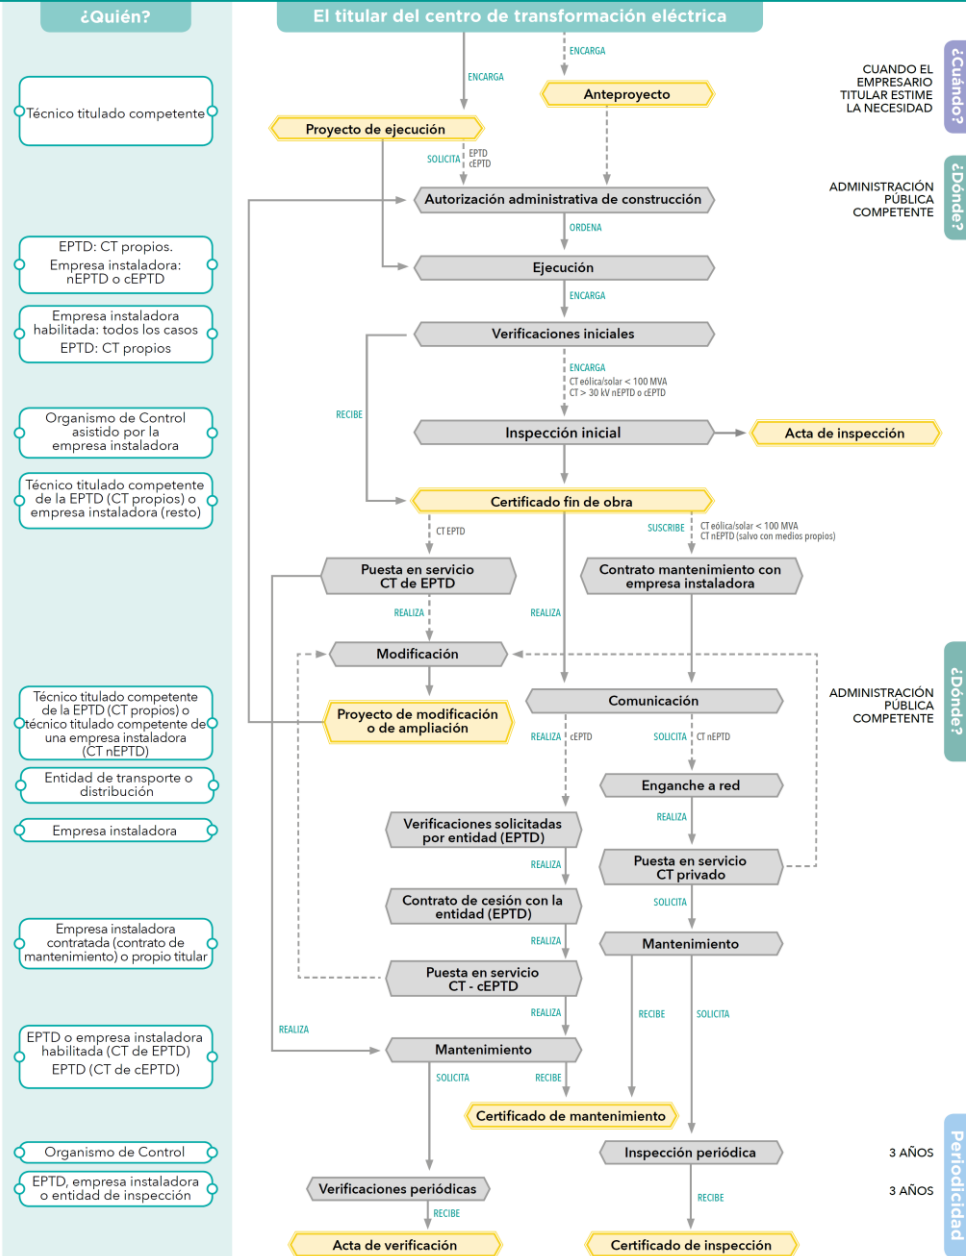 ¿Quién?
El titular del centro de transformación eléctrica
ENCARGA
ENCARGA
¿Cuándo?
CUANDO EL
EMPRESARIO
TITULAR ESTIME
LA NECESIDAD
Técnico titulado competente
Anteproyecto
Proyecto de ejecución
SOLICITA
EPTD
cEPTD
¿Dónde?
ADMINISTRACIÓN
PÚBLICA
COMPETENTE
Autorización administrativa de construcción
ORDENA
EPTD: CT propios.
Empresa instaladora:
nEPTD o cEPTD
Ejecución
ENCARGA
Empresa instaladora
habilitada: todos los casos
EPTD: CT propios
Verificaciones iniciales
ENCARGA
CT eólica/solar < 100 MVA
CT > 30 kV nEPTD o cEPTD
RECIBE
Organismo de Control
asistido por la
empresa instaladora
Inspección inicial
Acta de inspección
Técnico titulado competente
de la EPTD (CT propios) o
empresa instaladora (resto)
Certificado fin de obra
CT EPTD
SUSCRIBE
CT eólica/solar < 100 MVA
CT nEPTD (salvo con medios propios)
Puesta en servicio
CT de EPTD
Contrato mantenimiento con
empresa instaladora
REALIZA
REALIZA
Modificación
¿Dónde?
ADMINISTRACIÓN
PÚBLICA
COMPETENTE
Técnico titulado competente
de la EPTD (CT propios) o
técnico titulado competente de
una empresa instaladora
(CT nEPTD)
Comunicación
Proyecto de modificación
o de ampliación
REALIZA
cEPTD
SOLICITA
CT nEPTD
Entidad de transporte o
distribución
Enganche a red
REALIZA
Empresa instaladora
Verificaciones solicitadas
por entidad (EPTD)
REALIZA
Puesta en servicio
CT privado
SOLICITA
Contrato de cesión con la
entidad (EPTD)
REALIZA
Empresa instaladora
contratada (contrato de
mantenimiento) o propio titular
Mantenimiento
Puesta en servicio
CT - cEPTD
REALIZA
RECIBE
SOLICITA
REALIZA
EPTD o empresa instaladora
habilitada (CT de EPTD)
EPTD (CT de cEPTD)
Mantenimiento
SOLICITA
RECIBE
Certificado de mantenimiento
Periodicidad
Organismo de Control
Inspección periódica
3 AÑOS
EPTD, empresa instaladora
o entidad de inspección
Verificaciones periódicas
3 AÑOS
RECIBE
RECIBE
Acta de verificación
Certificado de inspección